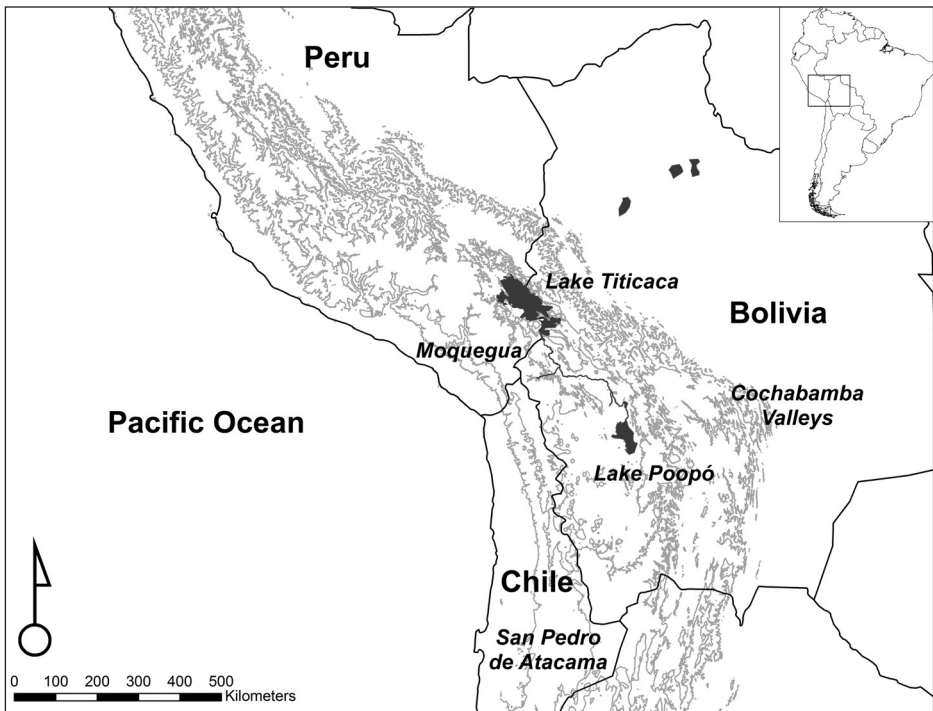 Peru
Lake Titicaca
Bolivia
Moquegua
Cochabamba
Valleys
Pacific Ocean
Lake Poopó
Chile
San Pedro
de Atacama
0 100 200 300 400 500
Kilometers